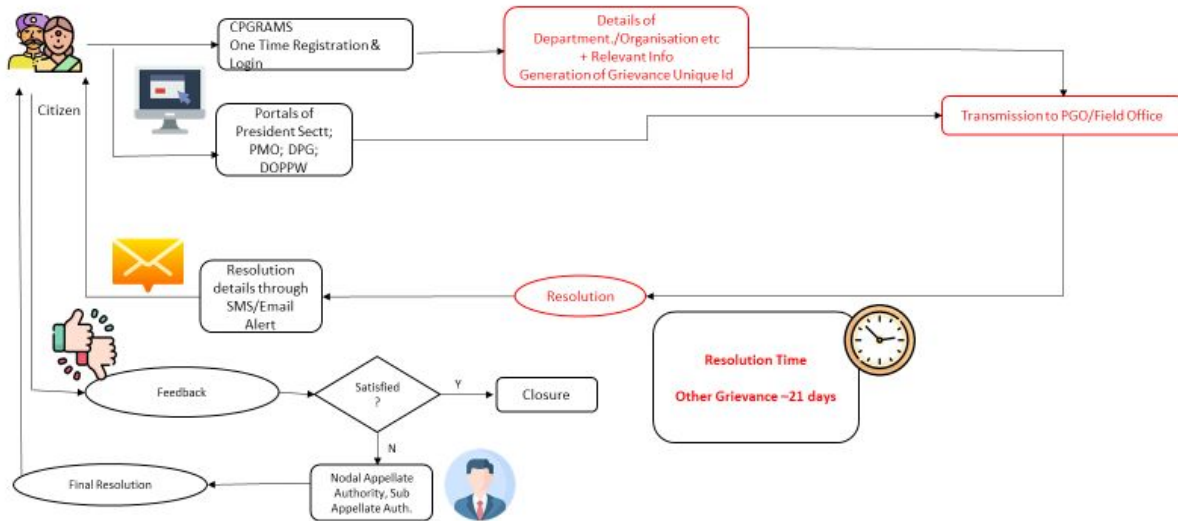 CPGRAMS
One Time Registration &
Login
Details of
Department./Organisation etc
+ Relevant Info
Generation of Grievance Unique Id
Citizen
Portals of
President Sectt;
PMO; DPG;
DOPPW
Transmission to PGO/Field Office
Resolution
details through
SMS/Email
Alert
Resolution
Resolution Time
Other Grievance –21 days
Feedback
Satisfied
?
Y
Closure
N
Final Resolution
Nodal Appellate
Authority, Sub
Appellate Auth.